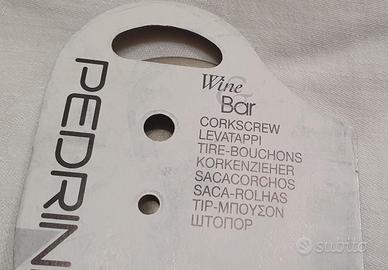 PEDRIN
Wine
&
Bar
CORKSCREW
LEVATAPPI
TIRE-BOUCHONS
KORKENZIEHER
SACACORCHOS
SACA-ROLHAS
ΤΙΡ-ΜΠΟΥΣΟΝ
ШТОПОР
subito